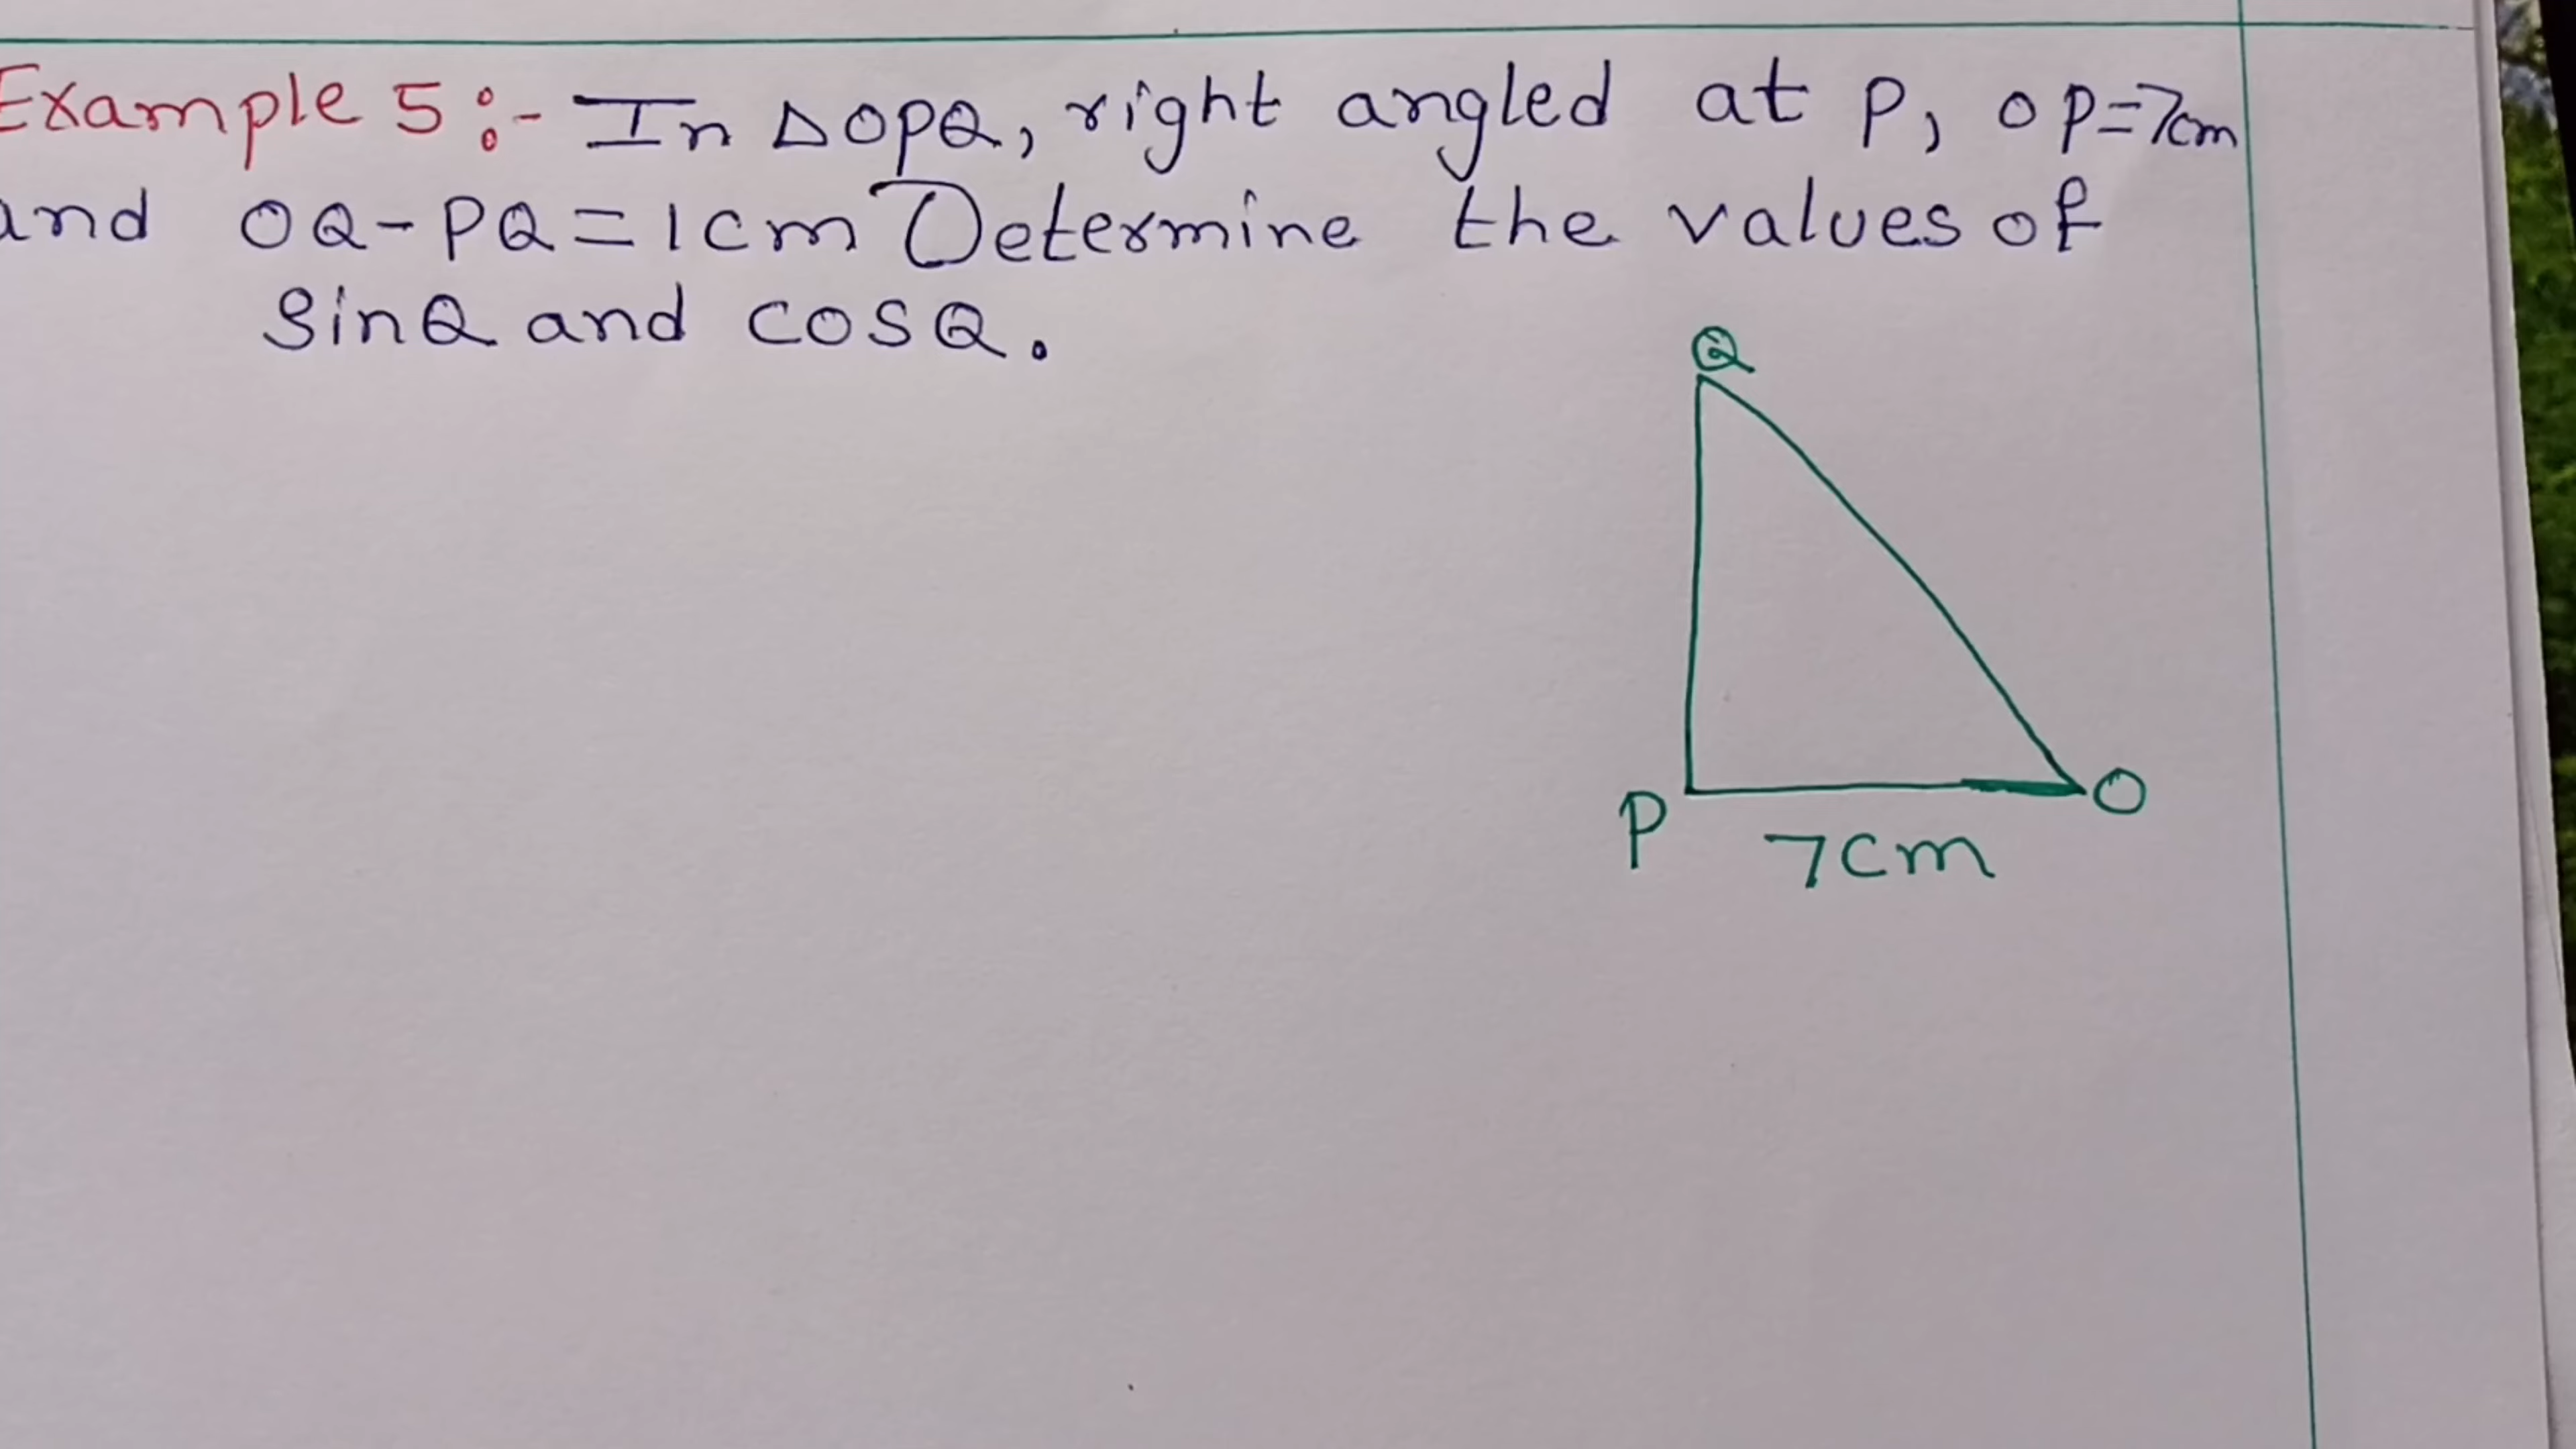 Example 5:- In ΔOPQ, right angled at P, OP=7cm
and OQ-PQ=1cm Determine the values of
SinQ and cosQ.
Q
P
O
7cm